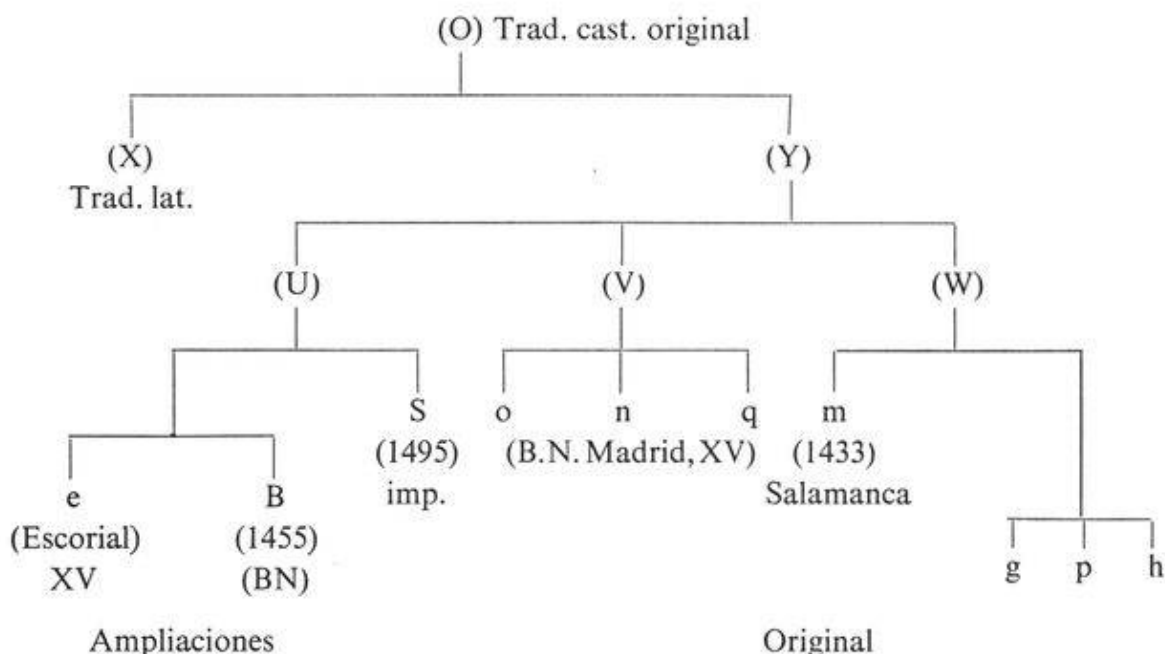 (O) Trad. cast. original
(X) (Y)
Trad. lat.
(U) (V) (W)
S o n q m
(1495) (B.N. Madrid, XV) (1433)
e B imp. Salamanca
(Escorial) (1455)
XV (BN)
g p h
Ampliaciones Original